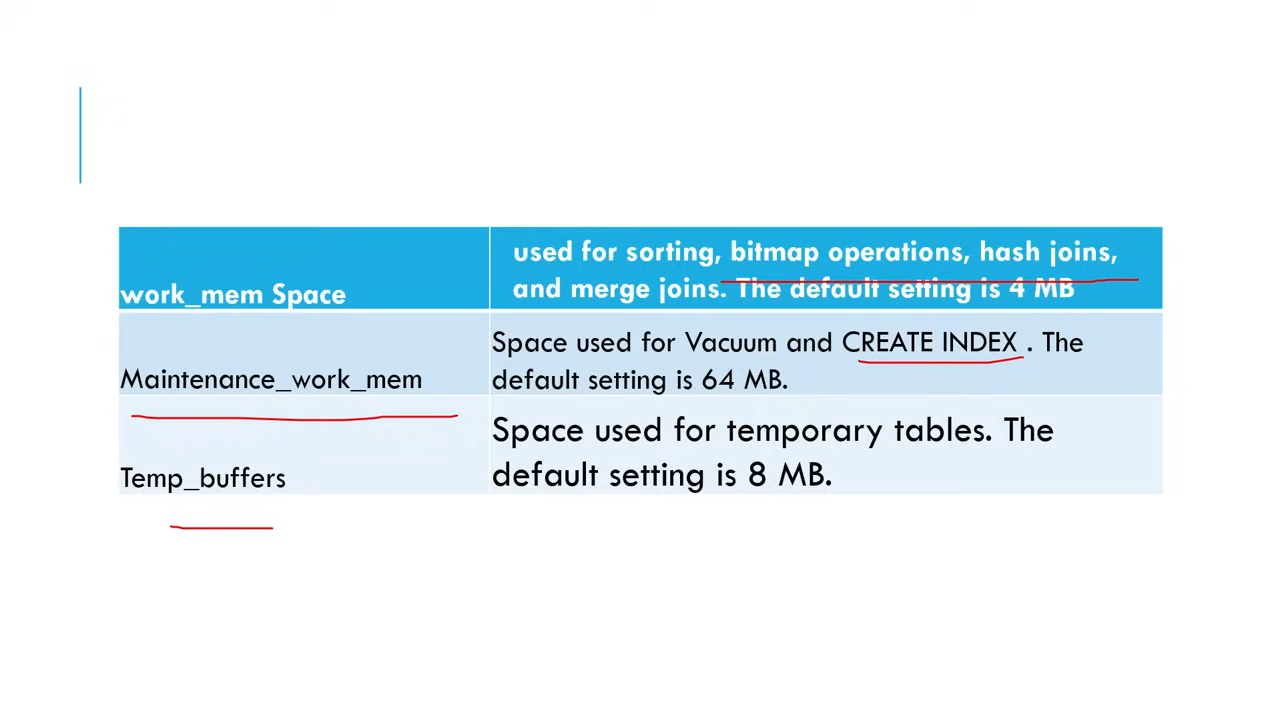 used for sorting, bitmap operations, hash joins,
work_mem Space
and merge joins. The default setting is 4 MB
Maintenance_work_mem
Space used for Vacuum and CREATE INDEX . The
default setting is 64 MB.
Temp_buffers
Space used for temporary tables. The
default setting is 8 MB.